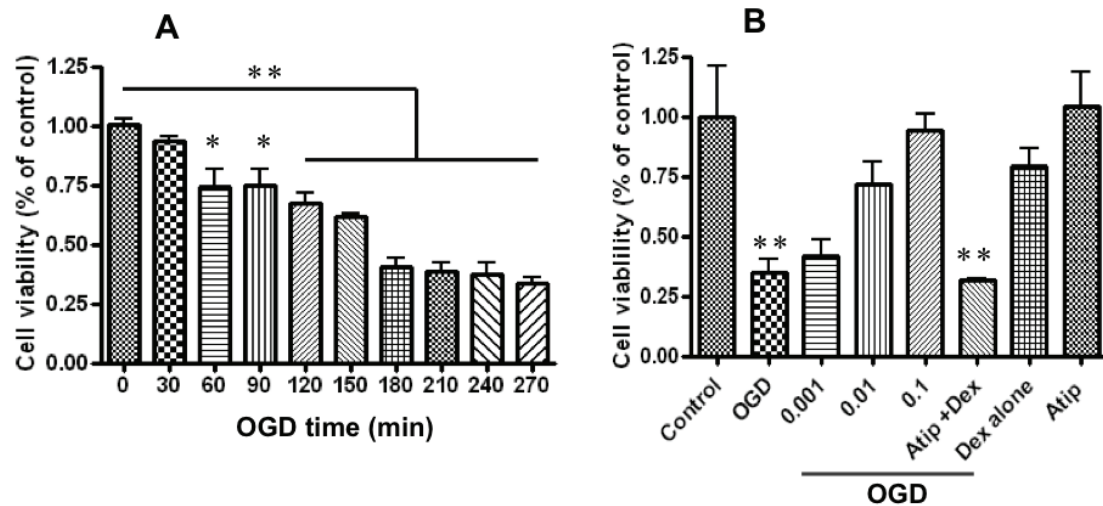 A
Cell viability (% of control)
1.25
1.00
0.75
0.50
0.25
0.00
**
*
*
0 30 60 90 120 150 180 210 240 270
OGD time (min)
B
Cell viablility (% of control)
1.25
1.00
0.75
0.50
0.25
0.00
**
**
Control
OGD
0.001
0.01
0.1
Atip +Dex
Dex alone
Atip
OGD